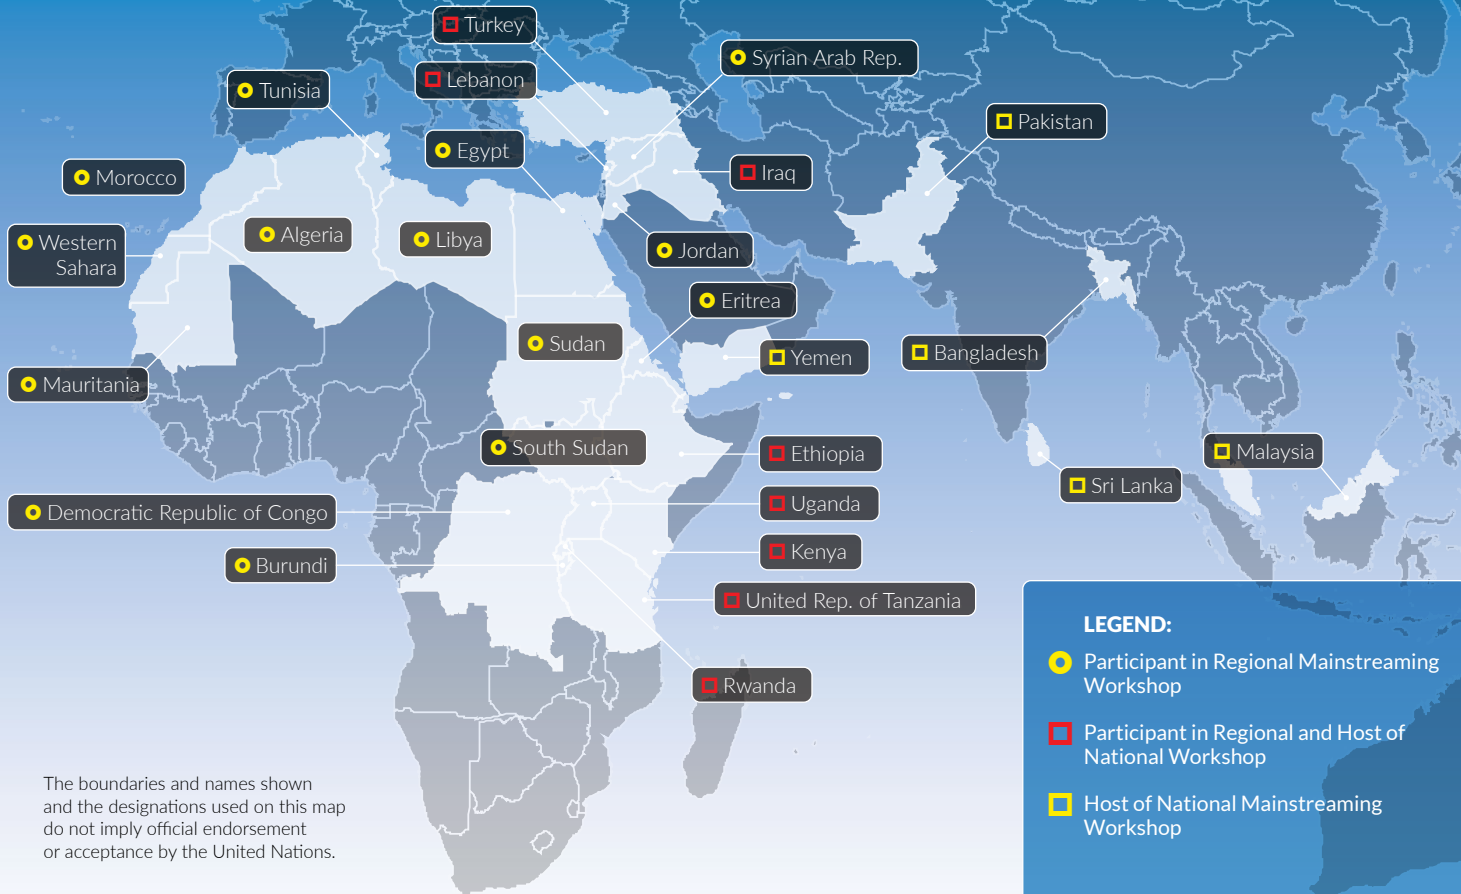 Turkey
Syrian Arab Rep.
Lebanon
Tunisia
Pakistan
Egypt
Iraq
Morocco
Algeria
Libya
Western
Sahara
Jordan
Eritrea
Sudan
Yemen
Bangladesh
Mauritania
South Sudan
Ethiopia
Malaysia
Sri Lanka
Uganda
Democratic Republic of Congo
Kenya
Burundi
United Rep. of Tanzania
Rwanda
LEGEND:
Participant in Regional Mainstreaming
Workshop
Participant in Regional and Host of
National Workshop
Host of National Mainstreaming
Workshop
The boundaries and names shown
and the designations used on this map
do not imply official endorsement
or acceptance by the United Nations.